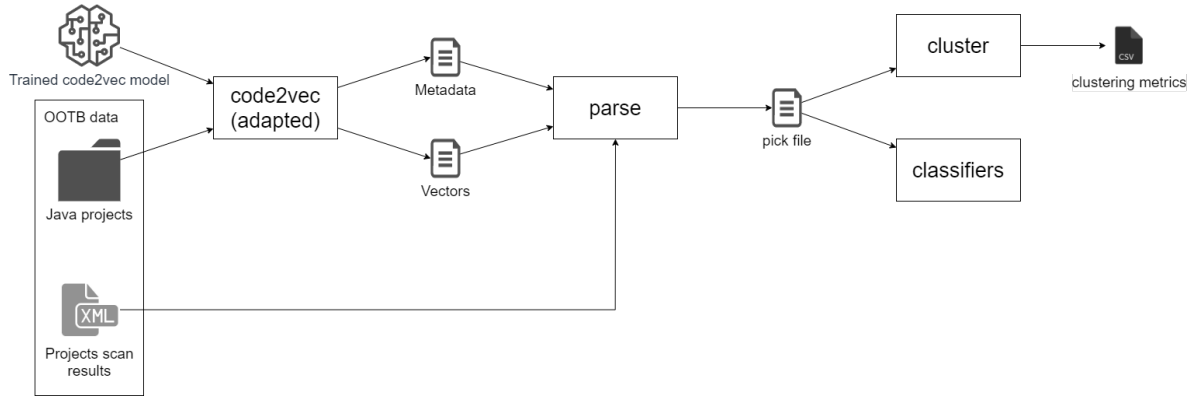 Trained code2vec model
OOTB data
Java projects
XML
Projects scan
results
code2vec
(adapted)
Metadata
Vectors
parse
pick file
cluster
classifiers
CSV
clustering metrics